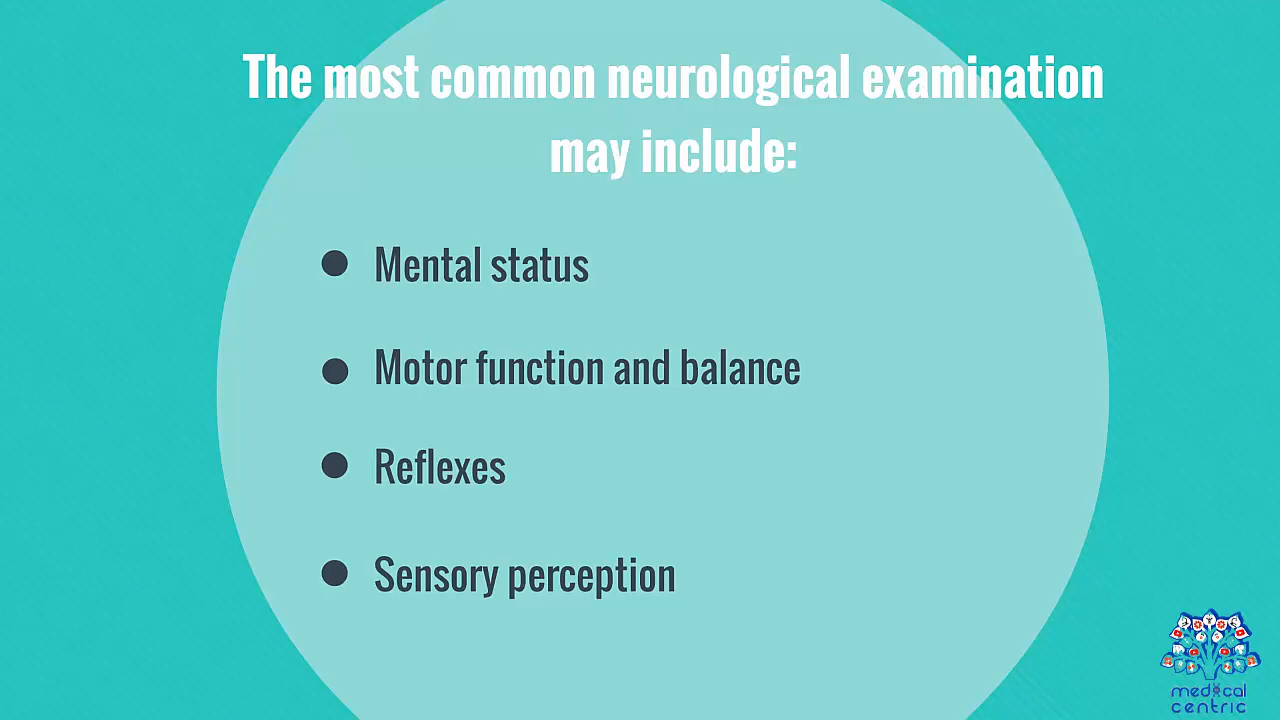 The most common neurological examination
may include:
Mental status
Motor function and balance
Reflexes
Sensory perception
medical
centric